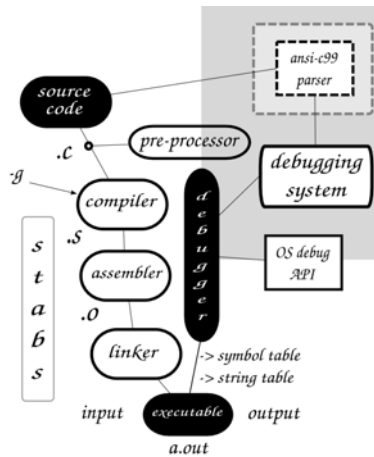 ansi-c99
parser
source
code
.c
pre-processor
debugging
system
-g
compiler
d
e
b
u
g
g
e
r
.s
s
t
a
b
s
assembler
OS debug
API
.o
linker
-> symbol table
-> string table
input
executable
output
a.out